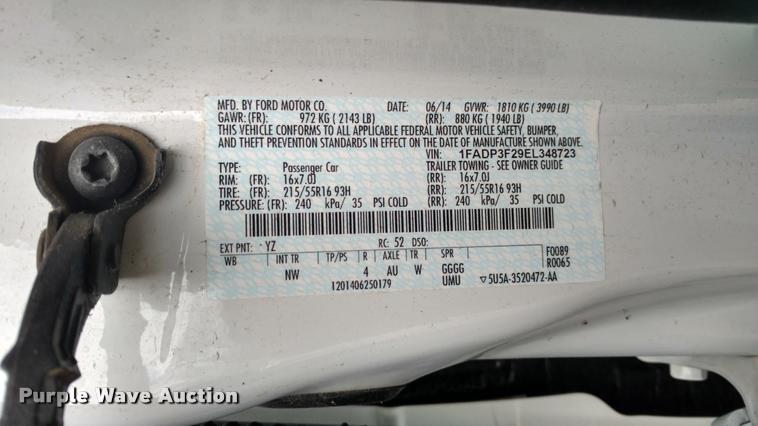 MFD. BY FORD MOTOR CO. DATE: 06/14 GVWR: 1810 KG ( 3990 LB)
GAWR: (FR): 972 KG ( 2143 LB) (RR): 880 KG ( 1940 LB)
THIS VEHICLE CONFORMS TO ALL APPLICABLE FEDERAL MOTOR VEHICLE SAFETY, BUMPER,
AND THEFT PREVENTION STANDARDS IN EFFECT ON THE DATE OF MANUFACTURE SHOWN ABOVE.
VIN: 1FADP3F29EL348723
TYPE: Passenger Car TRAILER TOWING - SEE OWNER GUIDE
RIM: (FR): 16x7.0J (RR): 16x7.0J
TIRE: (FR): 215/55R16 93H (RR): 215/55R16 93H
PRESSURE: (FR): 240 kPa/ 35 PSI COLD (RR): 240 kPa/ 35 PSI COLD
EXT PNT: YZ RC: 52 DSO: F0089
WB INT TR TP/PS R AXLE TR SPR R0065
NW 4 AU W GGGG
1201406250179 UMU ▽5U5A-3520472-AA
Purple Wave Auction